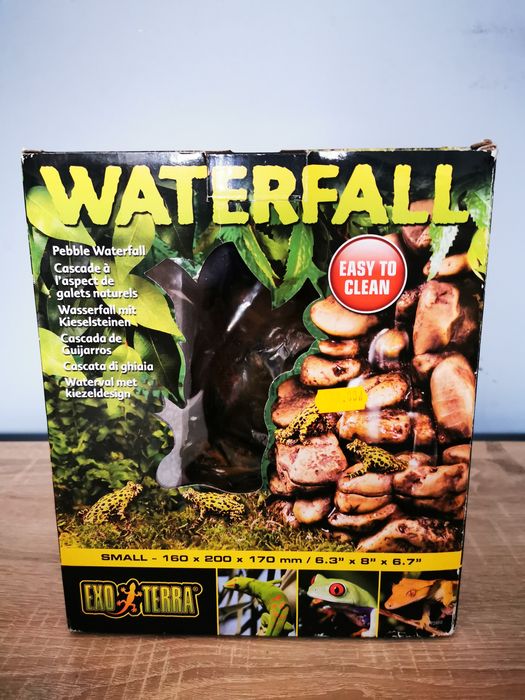 WATERFALL
Pebble Waterfall
Cascade à
l'aspect de
galets naturels
Wasserfall mit
Kieselsteinen
Cascada de
Guijarros
Cascata di ghiaia
Waterval met
kiezeldesign
EASY TO
CLEAN
SMALL - 160 x 200 x 170 mm / 6.3" x 8" x 6.7"
EXO TERRA